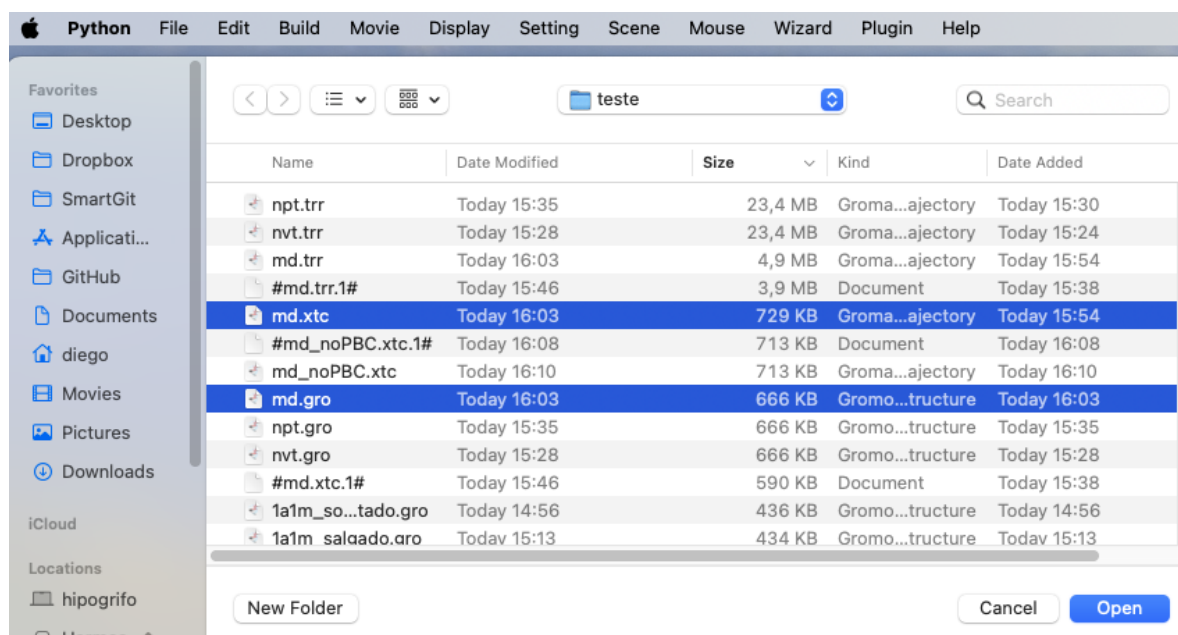 Python File Edit Build Movie Display Setting Scene Mouse Wizard Plugin Help
Favorites
Desktop
Dropbox
SmartGit
Applicati...
GitHub
Documents
diego
Movies
Pictures
Downloads
iCloud
Locations
hipogrifo
teste
Search
Name Date Modified Size Kind Date Added
npt.trr Today 15:35 23,4 MB Groma...ajectory Today 15:30
nvt.trr Today 15:28 23,4 MB Groma...ajectory Today 15:24
md.trr Today 16:03 4,9 MB Groma...ajectory Today 15:54
#md.trr.1# Today 15:46 3,9 MB Document Today 15:38
md.xtc Today 16:03 729 KB Groma...ajectory Today 15:54
#md_noPBC.xtc.1# Today 16:08 713 KB Document Today 16:08
md_noPBC.xtc Today 16:10 713 KB Groma...ajectory Today 16:10
md.gro Today 16:03 666 KB Gromo...tructure Today 16:03
npt.gro Today 15:35 666 KB Gromo...tructure Today 15:35
nvt.gro Today 15:28 666 KB Gromo...tructure Today 15:28
#md.xtc.1# Today 15:46 590 KB Document Today 15:38
1a1m_so...tado.gro Today 14:56 436 KB Gromo...tructure Today 14:56
1a1m_salgado.gro Today 15:13 434 KB Gromo...tructure Today 15:13
New Folder Cancel Open